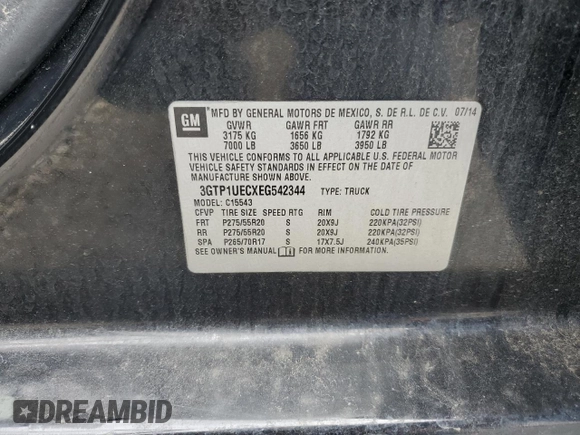 GM
MFD BY GENERAL MOTORS DE MEXICO, S. DE R.L. DE C.V. 07/14
GVWR GAWR FRT GAWR RR
3175 KG 1656 KG 1792 KG
7000 LB 3650 LB 3950 LB
THIS VEHICLE CONFORMS TO ALL APPLICABLE U.S. FEDERAL MOTOR
VEHICLE SAFETY STANDARDS IN EFFECT ON THE DATE OF
MANUFACTURE SHOWN ABOVE.
3GTP1UECXEG542344 TYPE: TRUCK
MODEL: C15543
CFVP TIRE SIZE SPEED RTG RIM COLD TIRE PRESSURE
FRT P275/55R20 S 20X9J 220KPA(32PSI)
RR P275/55R20 S 20X9J 220KPA(32PSI)
SPA P265/70R17 S 17X7.5J 240KPA(35PSI)
SEE OWNER'S MANUAL FOR MORE INFORMATION.
DREAMBID